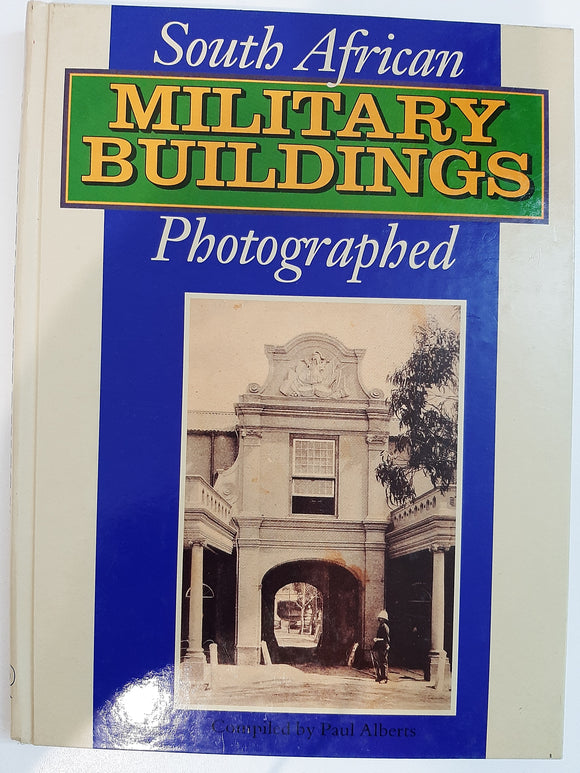 South African
MILITARY
BUILDINGS
Photographed
Compiled by Paul Alberts